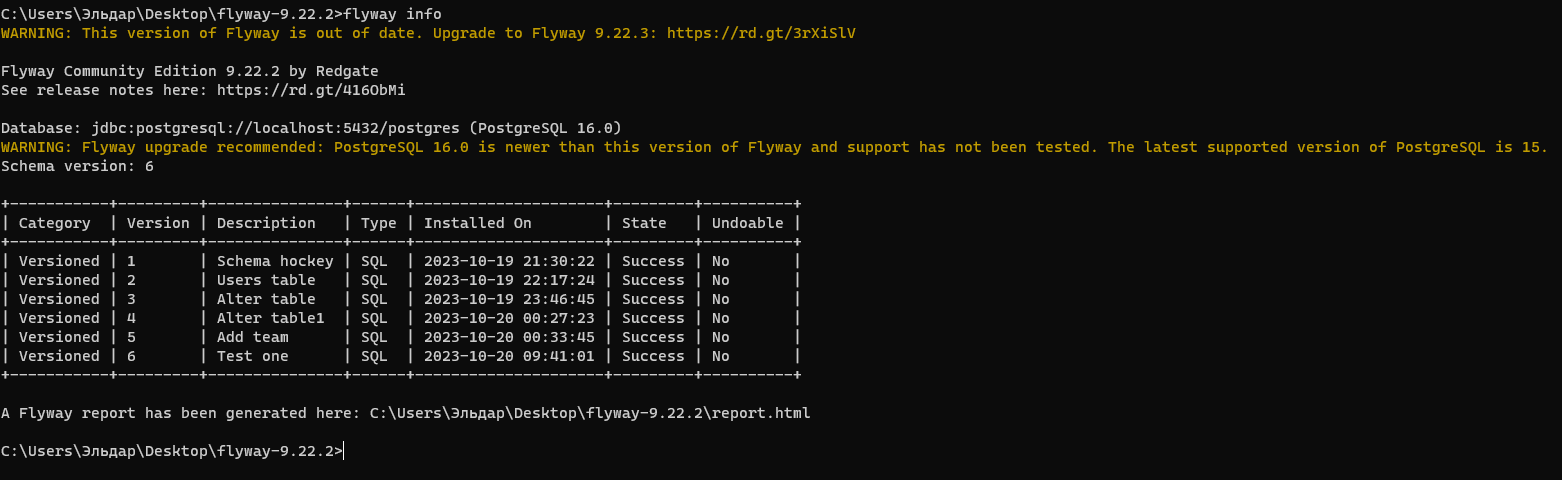 C:\Users\Эльдар\Desktop\flyway-9.22.2>flyway info
WARNING: This version of Flyway is out of date. Upgrade to Flyway 9.22.3: https://rd.gt/3rXiSlV
Flyway Community Edition 9.22.2 by Redgate
See release notes here: https://rd.gt/416ObMi
Database: jdbc:postgresql://localhost:5432/postgres (PostgreSQL 16.0)
WARNING: Flyway upgrade recommended: PostgreSQL 16.0 is newer than this version of Flyway and support has not been tested. The latest supported version of PostgreSQL is 15.
Schema version: 6
+-----------+---------+---------------+------+---------------------+---------+----------+
| Category  | Version | Description   | Type | Installed On        | State   | Undoable |
+-----------+---------+---------------+------+---------------------+---------+----------+
| Versioned | 1       | Schema hockey | SQL  | 2023-10-19 21:30:22 | Success | No       |
| Versioned | 2       | Users table   | SQL  | 2023-10-19 22:17:24 | Success | No       |
| Versioned | 3       | Alter table   | SQL  | 2023-10-19 23:46:45 | Success | No       |
| Versioned | 4       | Alter table1  | SQL  | 2023-10-20 00:27:23 | Success | No       |
| Versioned | 5       | Add team      | SQL  | 2023-10-20 00:33:45 | Success | No       |
| Versioned | 6       | Test one      | SQL  | 2023-10-20 09:41:01 | Success | No       |
+-----------+---------+---------------+------+---------------------+---------+----------+
A Flyway report has been generated here: C:\Users\Эльдар\Desktop\flyway-9.22.2\report.html
C:\Users\Эльдар\Desktop\flyway-9.22.2>